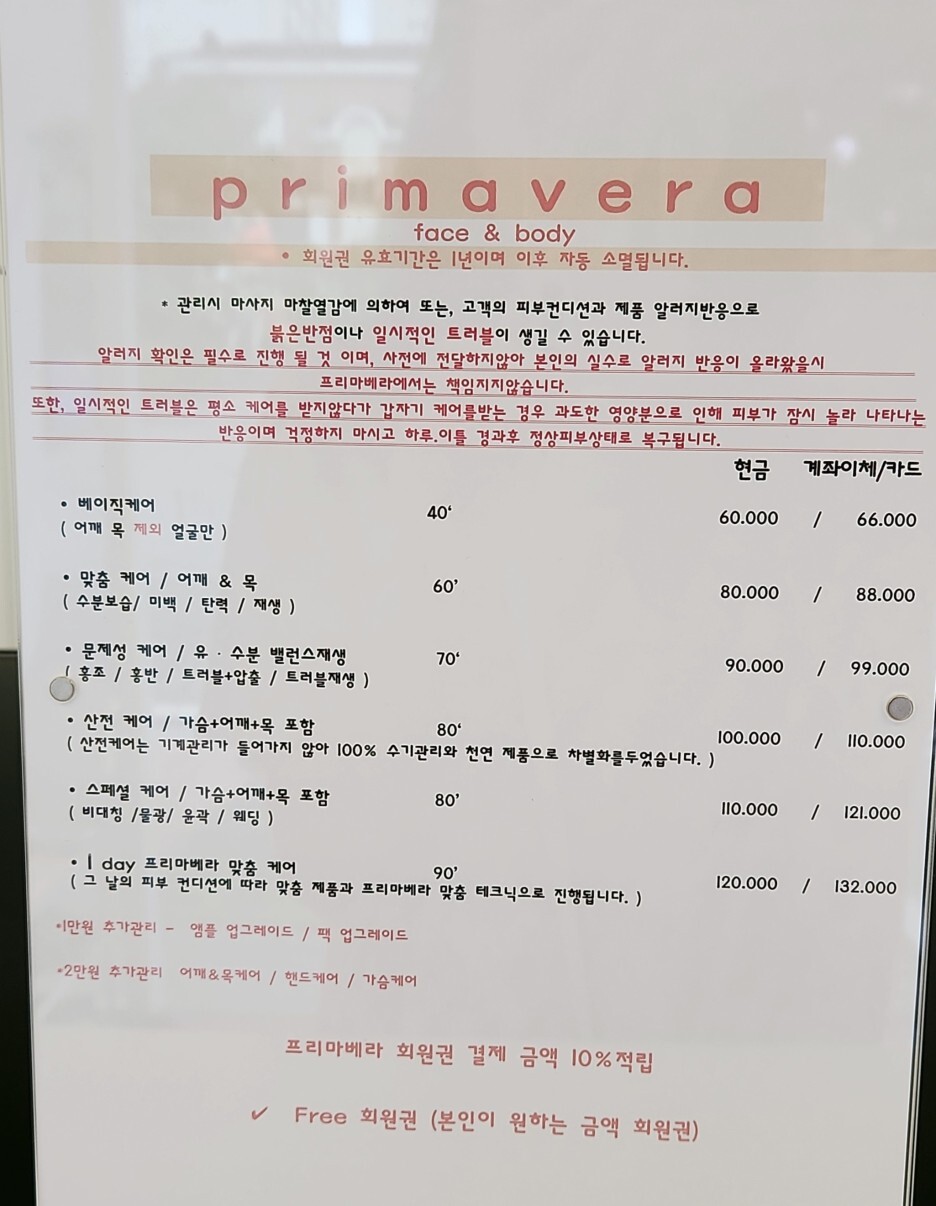 primavera
face & body
• 회원권 유효기간은 1년이며 이후 자동 소멸됩니다.
* 관리시 마사지 마찰열감에 의하여 또는, 고객의 피부컨디션과 제품 알러지반응으로
붉은반점이나 일시적인 트러블이 생길 수 있습니다.
알러지 확인은 필수로 진행 될 것 이며, 사전에 전달하지않아 본인의 실수로 알러지 반응이 올라왔을시
프리마베라에서는 책임지지않습니다.
또한, 일시적인 트러블은 평소 케어를 받지않다가 갑자기 케어를받는 경우 과도한 영양분으로 인해 피부가 잠시 놀라 나타나는
반응이며 걱정하지 마시고 하루.이틀 경과후 정상피부상태로 복구됩니다.
현금 계좌이체/카드
• 베이직케어 40‘ 60.000 / 66.000
( 어깨 목 제외 얼굴만 )
• 맞춤 케어 / 어깨 & 목 60’ 80.000 / 88.000
( 수분보습/ 미백 / 탄력 / 재생 )
• 문제성 케어 / 유 · 수분 밸런스재생 70‘ 90.000 / 99.000
( 홍조 / 홍반 / 트러블+압출 / 트러블재생 )
• 산전 케어 / 가슴+어깨+목 포함 80‘ 100.000 / 110.000
( 산전케어는 기계관리가 들어가지 않아 100% 수기관리와 천연 제품으로 차별화를두었습니다. )
• 스페셜 케어 / 가슴+어깨+목 포함 80’ 110.000 / 121.000
( 비대칭 /물광/ 윤곽 / 웨딩 )
• 1 day 프리마베라 맞춤 케어 90’ 120.000 / 132.000
( 그 날의 피부 컨디션에 따라 맞춤 제품과 프리마베라 맞춤 테크닉으로 진행됩니다. )
*1만원 추가관리 - 앰플 업그레이드 / 팩 업그레이드
*2만원 추가관리 어깨&목케어 / 핸드케어 / 가슴케어
프리마베라 회원권 결제 금액 10%적립
✓ Free 회원권 (본인이 원하는 금액 회원권)